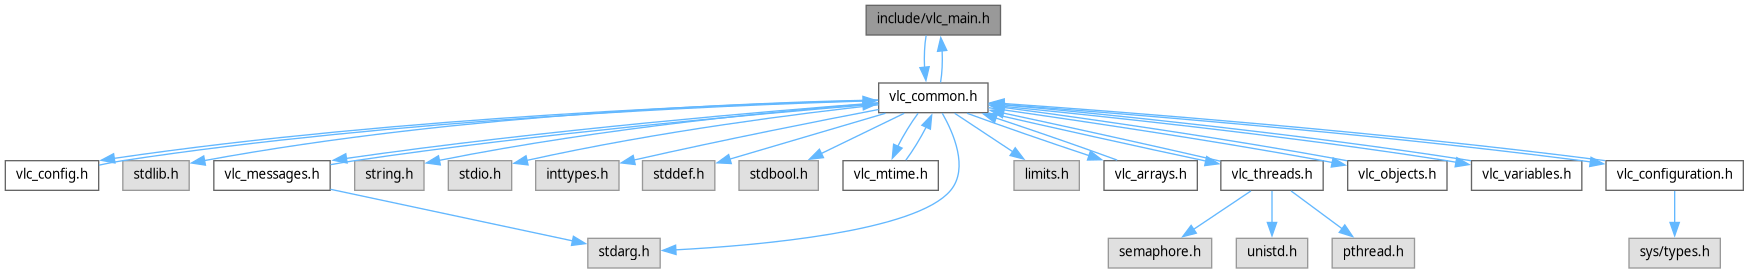 include/vlc_main.h
vlc_common.h
vlc_config.h
stdlib.h
vlc_messages.h
string.h
stdio.h
inttypes.h
stddef.h
stdbool.h
vlc_mtime.h
limits.h
vlc_arrays.h
vlc_threads.h
vlc_objects.h
vlc_variables.h
vlc_configuration.h
stdarg.h
semaphore.h
unistd.h
pthread.h
sys/types.h